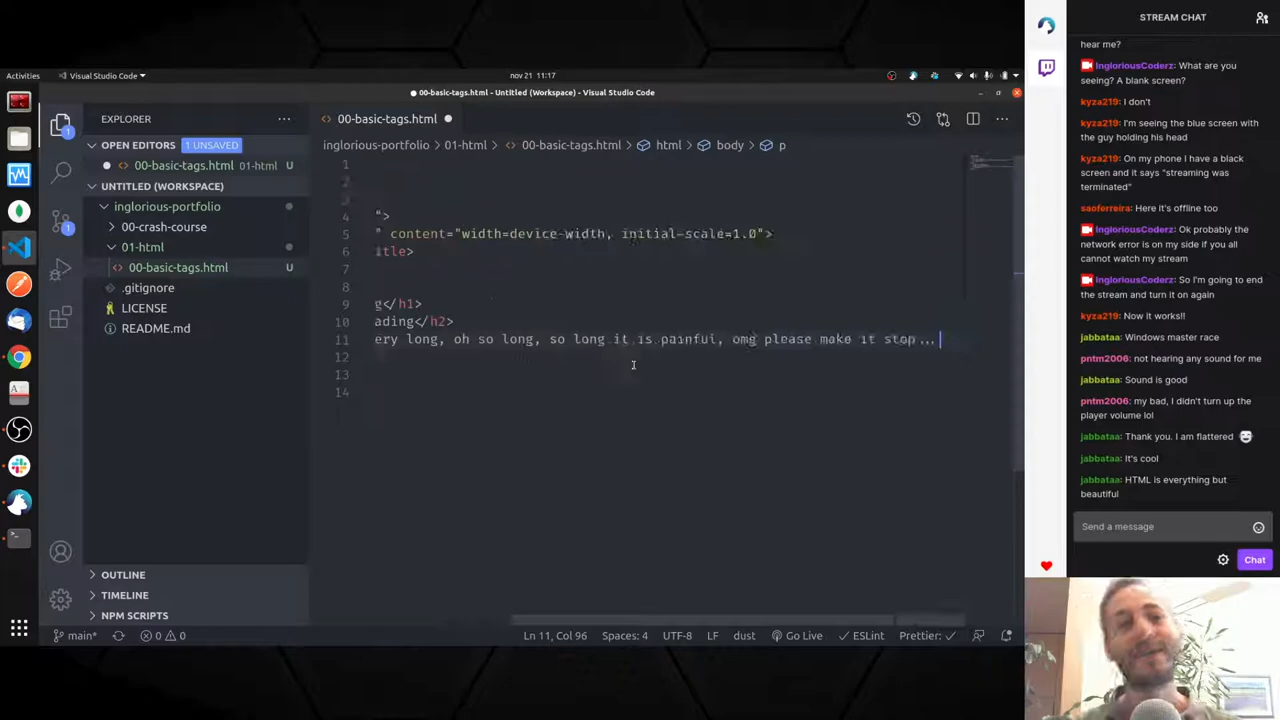 Activities
Visual Studio Code
nov 21 11:17
00-basic-tags.html - Untitled (Workspace) - Visual Studio Code
EXPLORER
OPEN EDITORS
1 UNSAVED
00-basic-tags.html 01-html U
UNTITLED (WORKSPACE)
inglorious-portfolio
00-crash-course
01-html
00-basic-tags.html U
.gitignore
LICENSE
README.md
OUTLINE
TIMELINE
NPM SCRIPTS
00-basic-tags.html
inglorious-portfolio > 01-html > 00-basic-tags.html > html > body > p
1
2
3
4 ">
5 " content="width=device-width, initial-scale=1.0">
6 itle>
7
8
9 g</h1>
10 ading</h2>
11 ery long, oh so long, so long it is painful, omg please make it stop...
12
13
14
main*
0 0
Ln 11, Col 96
Spaces: 4
UTF-8
LF
dust
Go Live
ESLint
Prettier:
STREAM CHAT
hear me?
IngloriousCoderz: What are you
seeing? A blank screen?
kyza219: I don't
kyza219: I'm seeing the blue screen with
the guy holding his head
kyza219: On my phone I have a black
screen and it says "streaming was
terminated"
saoferreira: Here it's offline too
IngloriousCoderz: Ok probably the
network error is on my side if you all
cannot watch my stream
IngloriousCoderz: So I'm going to end
the stream and turn it on again
kyza219: Now it works!!
jabbataa: Windows master race
pntm2006: not hearing any sound for me
jabbataa: Sound is good
pntm2006: my bad, I didn't turn up the
player volume lol
jabbataa: Thank you. I am flattered
jabbataa: It's cool
jabbataa: HTML is everything but
beautiful
Send a message
Chat